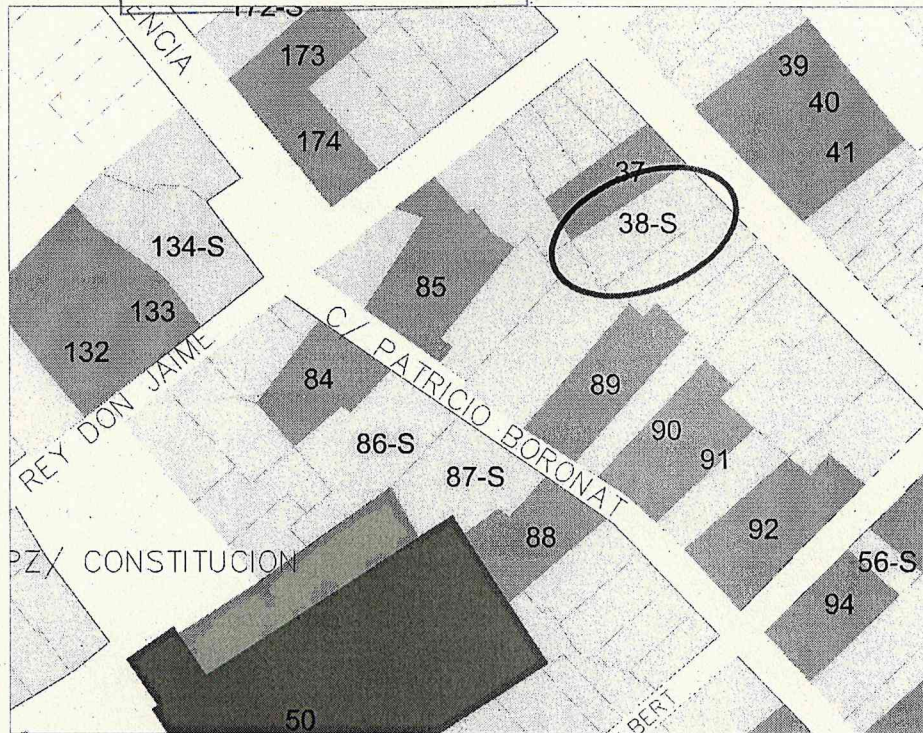 172-S
ENCIA
173
174
39
40
41
37
38-S
134-S
133
132
85
C/ PATRICIO BORONAT
REY DON JAIME
84
89
86-S
90
91
87-S
88
92
PZ/ CONSTITUCION
56-S
94
50
BERT